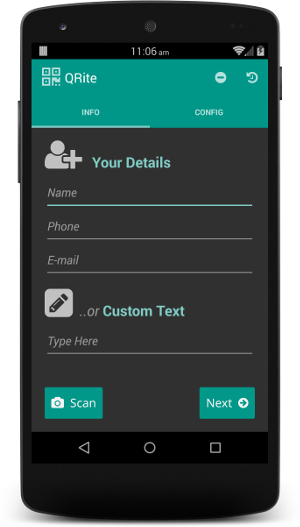 11:06 am
QRite
INFO
CONFIG
Your Details
Name
Phone
E-mail
..or Custom Text
Type Here
Scan
Next